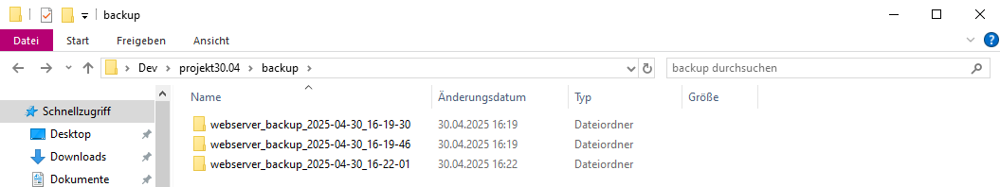 backup
Datei Start Freigeben Ansicht
Dev projekt30.04 backup backup durchsuchen
Name Änderungsdatum Typ Größe
Schnellzugriff
webserver_backup_2025-04-30_16-19-30 30.04.2025 16:19 Dateiordner
Desktop
webserver_backup_2025-04-30_16-19-46 30.04.2025 16:19 Dateiordner
Downloads
webserver_backup_2025-04-30_16-22-01 30.04.2025 16:22 Dateiordner
Dokumente